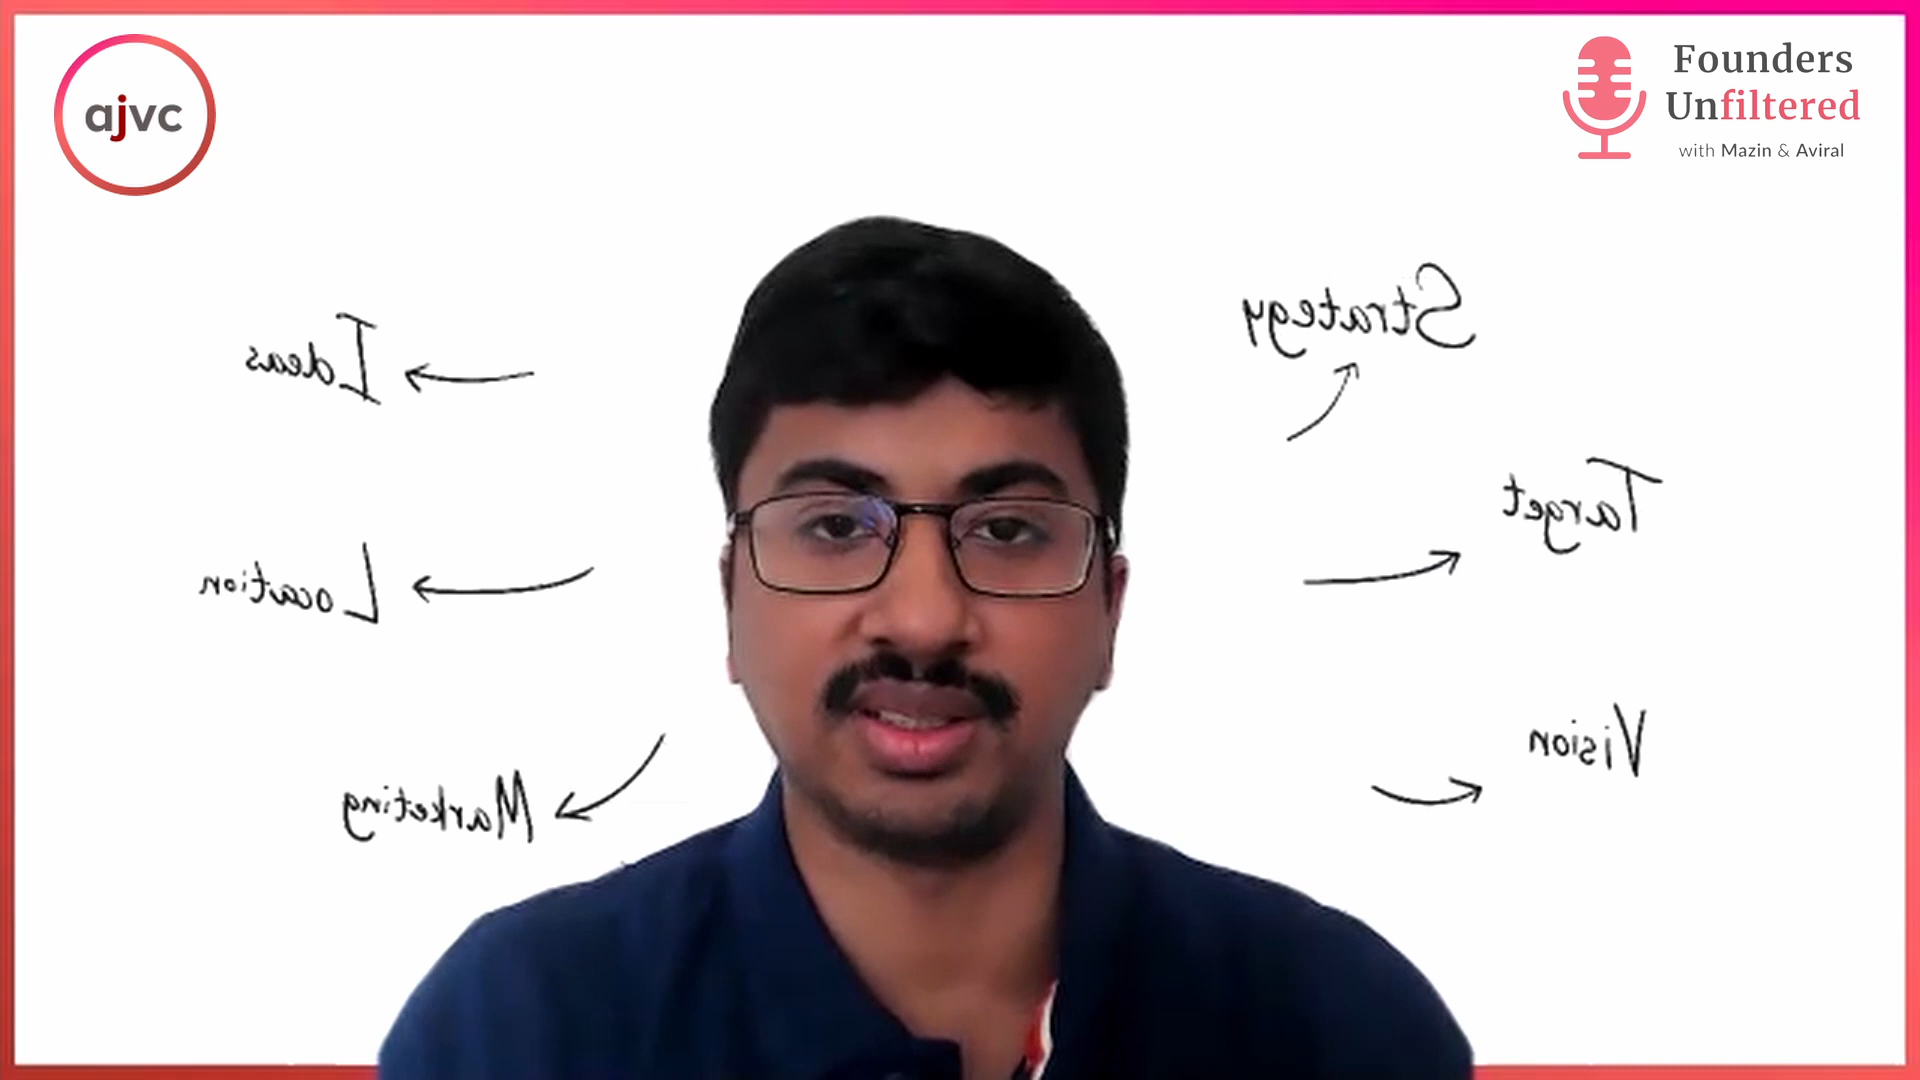 ajvc
Founders
Unfiltered
with Mazin & Aviral
Strategy
Ideas
Target
Location
Vision
Marketing